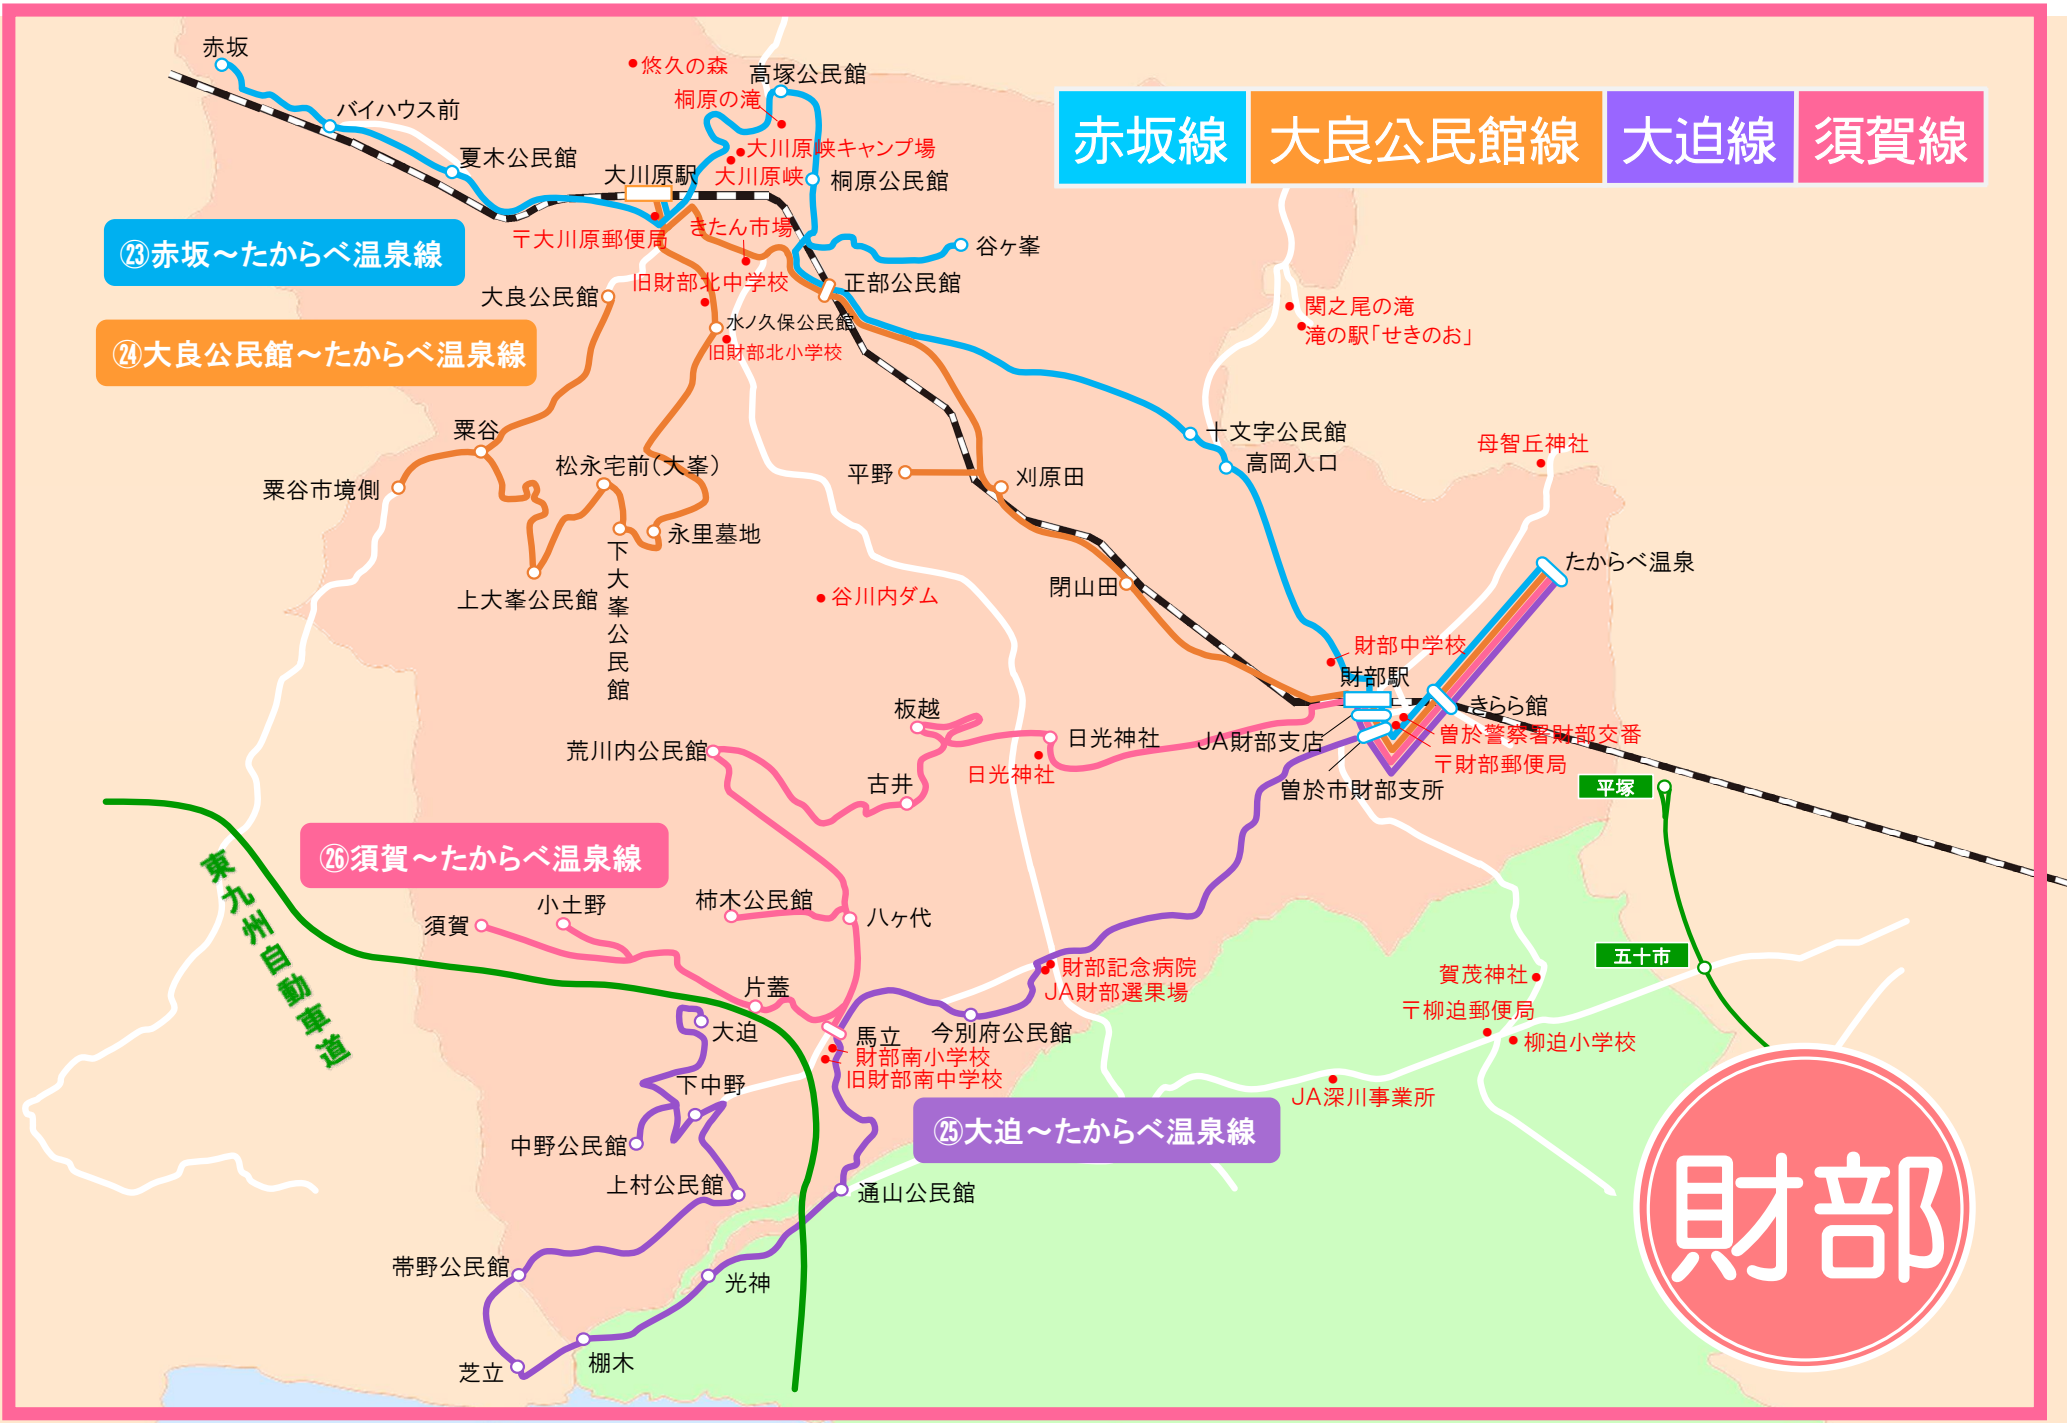 赤坂
バイハウス前
夏木公民館
悠久の森
高塚公民館
桐原の滝
大川原峡キャンプ場
大川原駅
大川原峡
桐原公民館
赤坂線
大良公民館線
大迫線
須賀線
㉓赤坂～たからべ温泉線
〒大川原郵便局
きたん市場
谷ヶ峯
旧財部北中学校
正部公民館
大良公民館
水ノ久保公民館
旧財部北小学校
㉔大良公民館～たからべ温泉線
関之尾の滝
滝の駅「せきのお」
粟谷
粟谷市境側
松永宅前(大峯)
平野
刈原田
十文字公民館
高岡入口
母智丘神社
永里墓地
下大峯公民館
上大峯公民館
谷川内ダム
閉山田
たからべ温泉
財部中学校
財部駅
きらら館
板越
荒川内公民館
日光神社
日光神社
JA財部支店
曽於警察署財部交番
〒財部郵便局
曽於市財部支所
古井
平塚
㉖須賀～たからべ温泉線
東九州自動車道
須賀
小土野
柿木公民館
八ヶ代
五十市
片蓋
財部記念病院
JA財部選果場
賀茂神社
〒柳迫郵便局
柳迫小学校
大迫
馬立
今別府公民館
財部南小学校
旧財部南中学校
下中野
JA深川事業所
㉕大迫～たからべ温泉線
中野公民館
上村公民館
通山公民館
帯野公民館
光神
芝立
棚木
財部